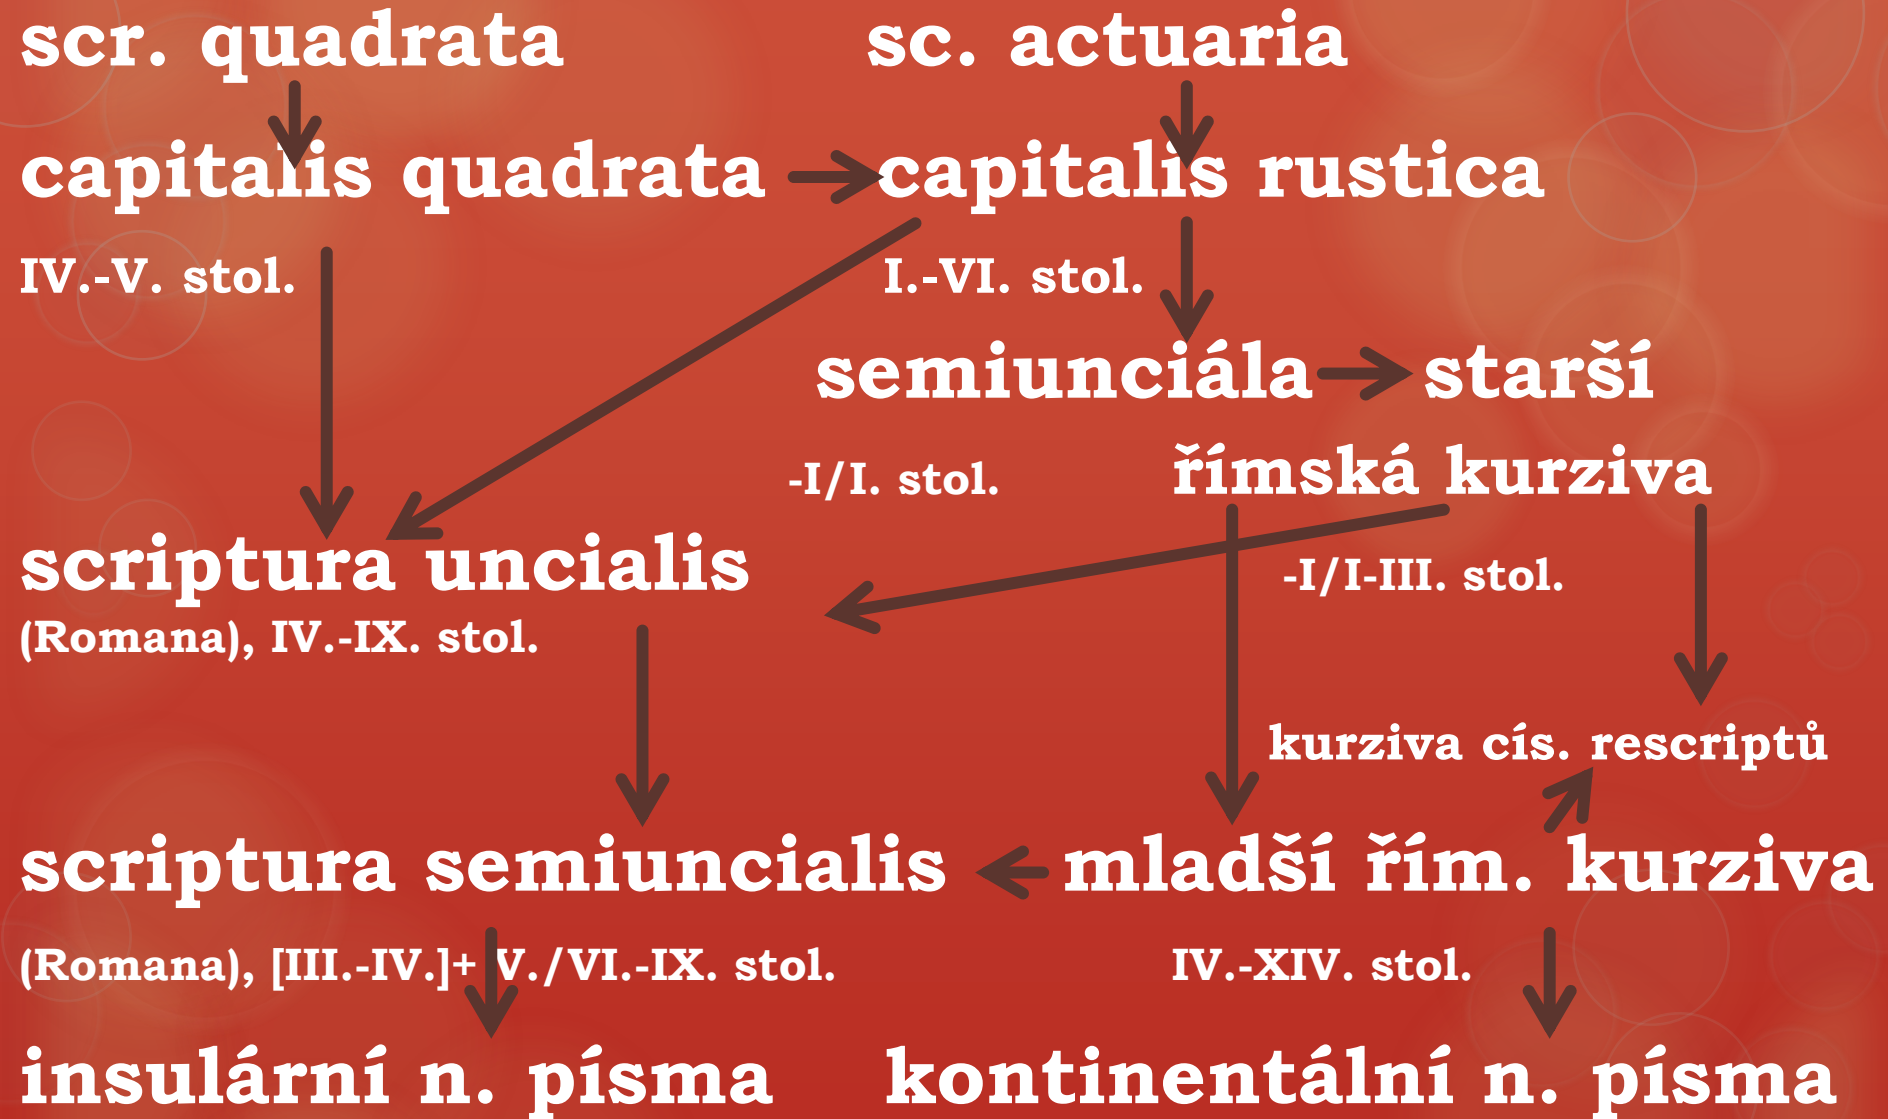 scr. quadrata sc. actuaria
capitalis quadrata capitalis rustica
IV.-V. stol. I.-VI. stol.
semiunciála starší
-I/I. stol. římská kurziva
scriptura uncialis -I/I-III. stol.
(Romana), IV.-IX. stol.
kurziva cís. rescriptů
scriptura semiuncialis mladší řím. kurziva
(Romana), [III.-IV.]+ V./VI.-IX. stol. IV.-XIV. stol.
insulární n. písma kontinentální n. písma